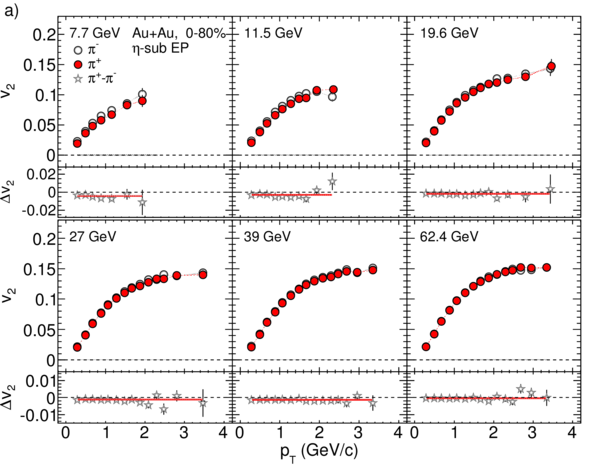 a)
7.7 GeV Au+Au, 0-80%
η-sub EP
π⁻
π⁺
π⁺-π⁻
11.5 GeV
19.6 GeV
v₂
0.2
0.15
0.1
0.05
0
Δv₂
0.02
0
-0.02
27 GeV
39 GeV
62.4 GeV
v₂
0.2
0.15
0.1
0.05
0
Δv₂
0.01
0
-0.01
0 1 2 3 4 0 1 2 3 4 0 1 2 3 4
p_T (GeV/c)